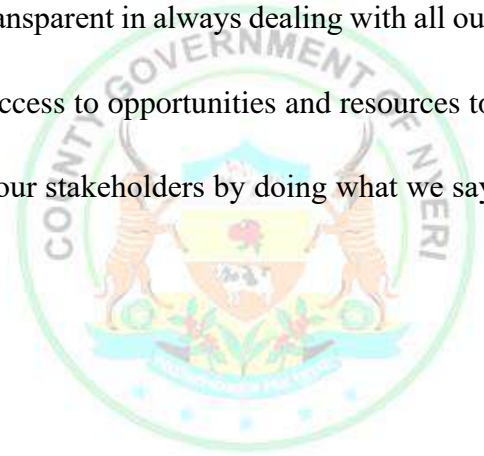 ansparent in always dealing with all ou
ccess to opportunities and resources to
our stakeholders by doing what we say
COUNTY GOVERNMENT OF NYERI